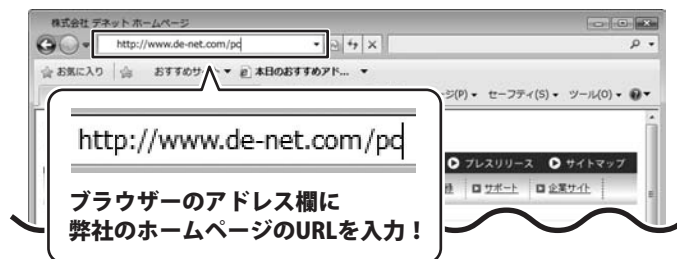 株式会社 デネット ホームページ
http://www.de-net.com/pc
お気に入り おすすめサ 本日のおすすめアド...
ジ(P) セーフティ(S) ツール(O)
http://www.de-net.com/pc
プレスリリース サイトマップ
サポート 企業サイト
ブラウザーのアドレス欄に
弊社のホームページのURLを入力！